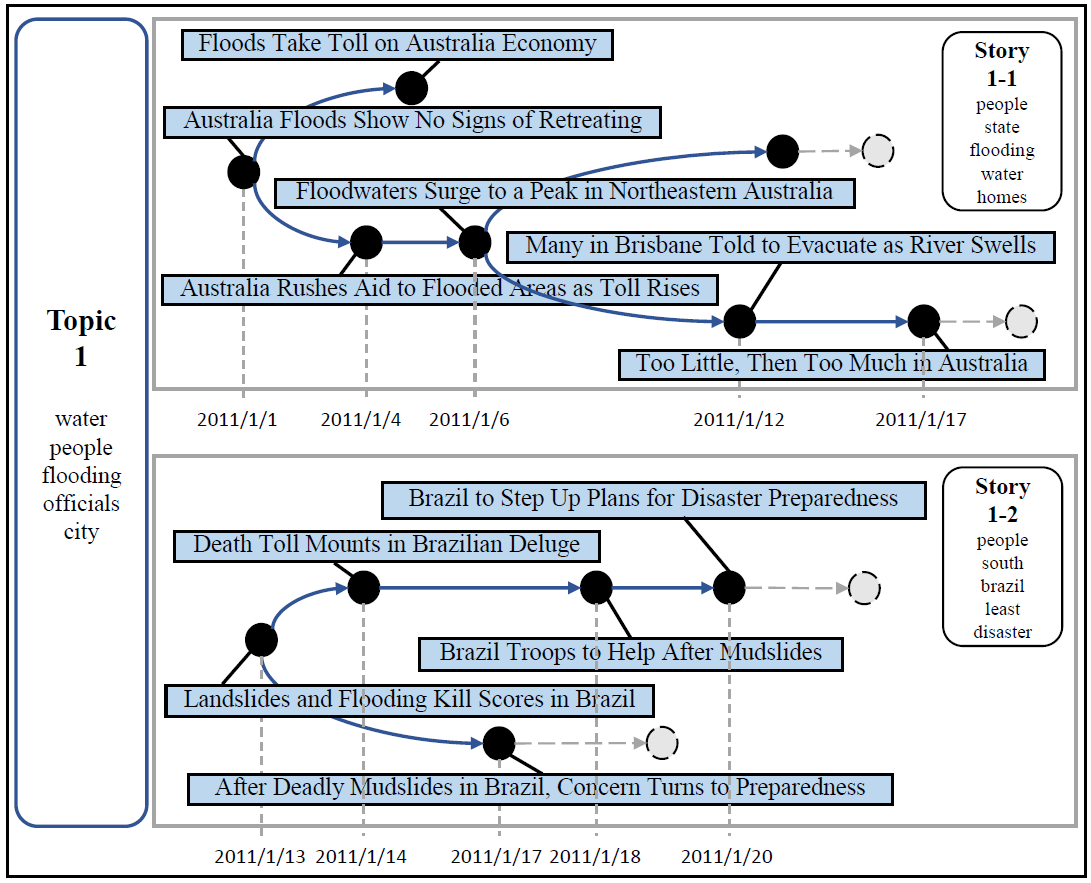 Topic
1
water
people
flooding
officials
city
Floods Take Toll on Australia Economy
Australia Floods Show No Signs of Retreating
Floodwaters Surge to a Peak in Northeastern Australia
Many in Brisbane Told to Evacuate as River Swells
Australia Rushes Aid to Flooded Areas as Toll Rises
Too Little, Then Too Much in Australia
Story
1-1
people
state
flooding
water
homes
2011/1/1
2011/1/4
2011/1/6
2011/1/12
2011/1/17
Brazil to Step Up Plans for Disaster Preparedness
Death Toll Mounts in Brazilian Deluge
Brazil Troops to Help After Mudslides
Landslides and Flooding Kill Scores in Brazil
After Deadly Mudslides in Brazil, Concern Turns to Preparedness
Story
1-2
people
south
brazil
least
disaster
2011/1/13
2011/1/14
2011/1/17
2011/1/18
2011/1/20